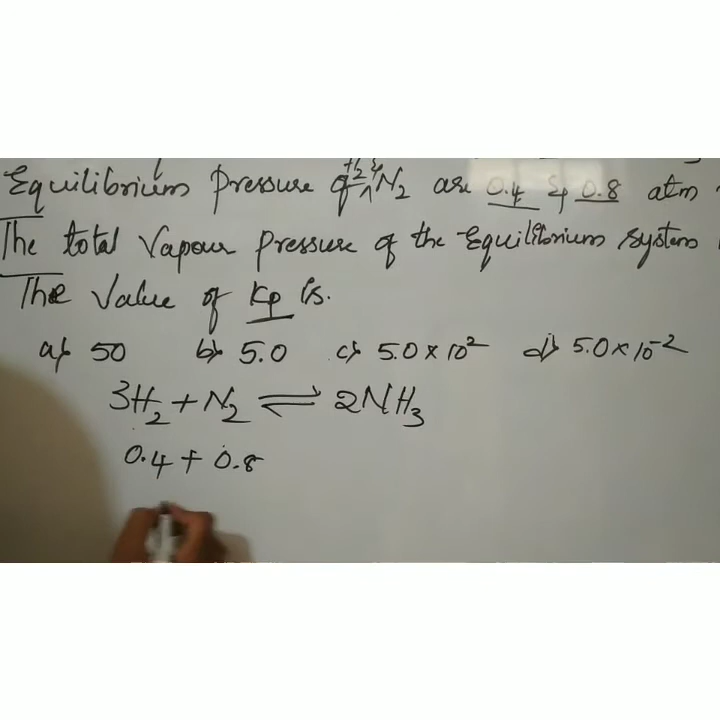 Equilibrium pressure of H2 & N2 are 0.4 & 0.8 atm
The total Vapour pressure of the Equilibrium system
The Value of Kp is.
a) 50 b) 5.0 c) 5.0 × 10² d) 5.0 × 10⁻²
3H₂ + N₂ ⇌ 2NH₃
0.4 + 0.8